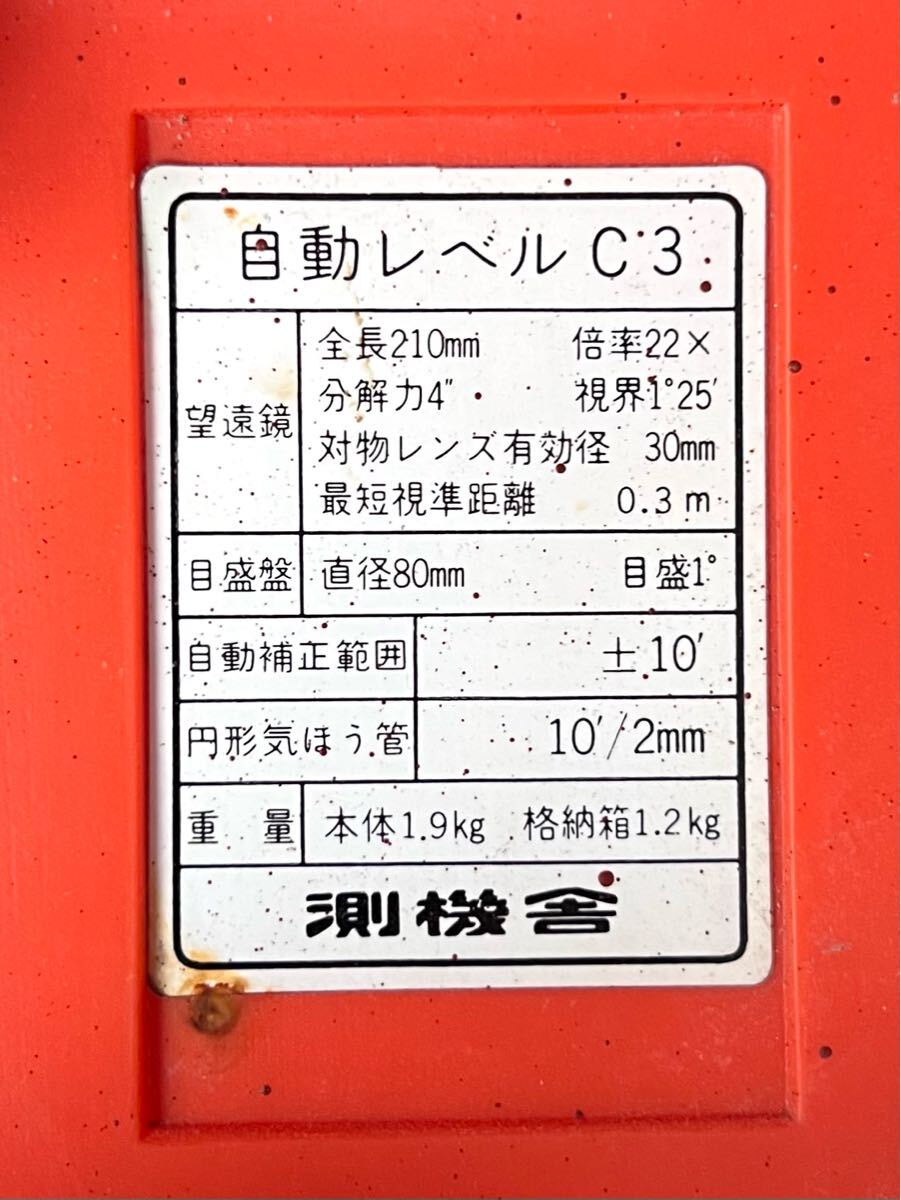 自動レベル C3
望遠鏡
全長210mm 倍率22×
分解力4″ 視界1°25′
対物レンズ有効径 30mm
最短視準距離 0.3m
目盛盤 直径80mm 目盛1°
自動補正範囲 ±10′
円形気ほう管 10′/2mm
重量 本体1.9kg 格納箱1.2kg
測機舎